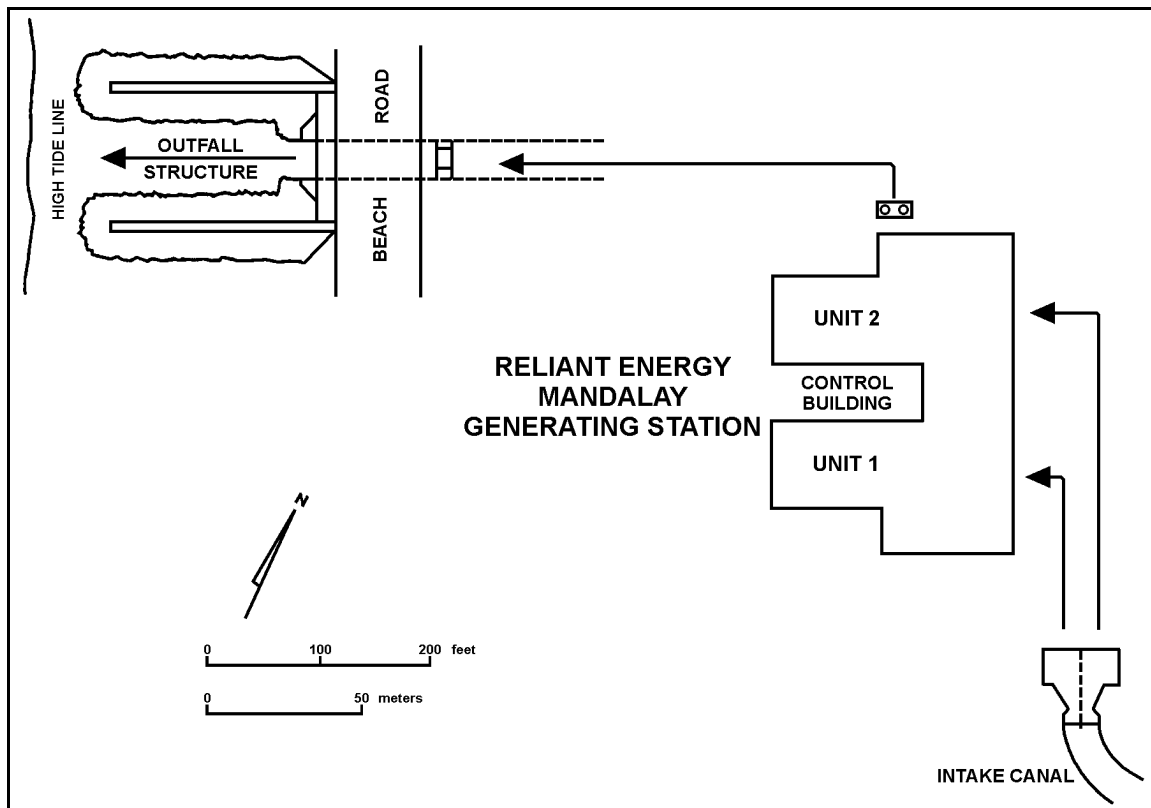 ROAD
HIGH TIDE LINE
OUTFALL
STRUCTURE
BEACH
UNIT 2
RELIANT ENERGY
MANDALAY
GENERATING STATION
CONTROL
BUILDING
UNIT 1
N
0 100 200 feet
0 50 meters
INTAKE CANAL